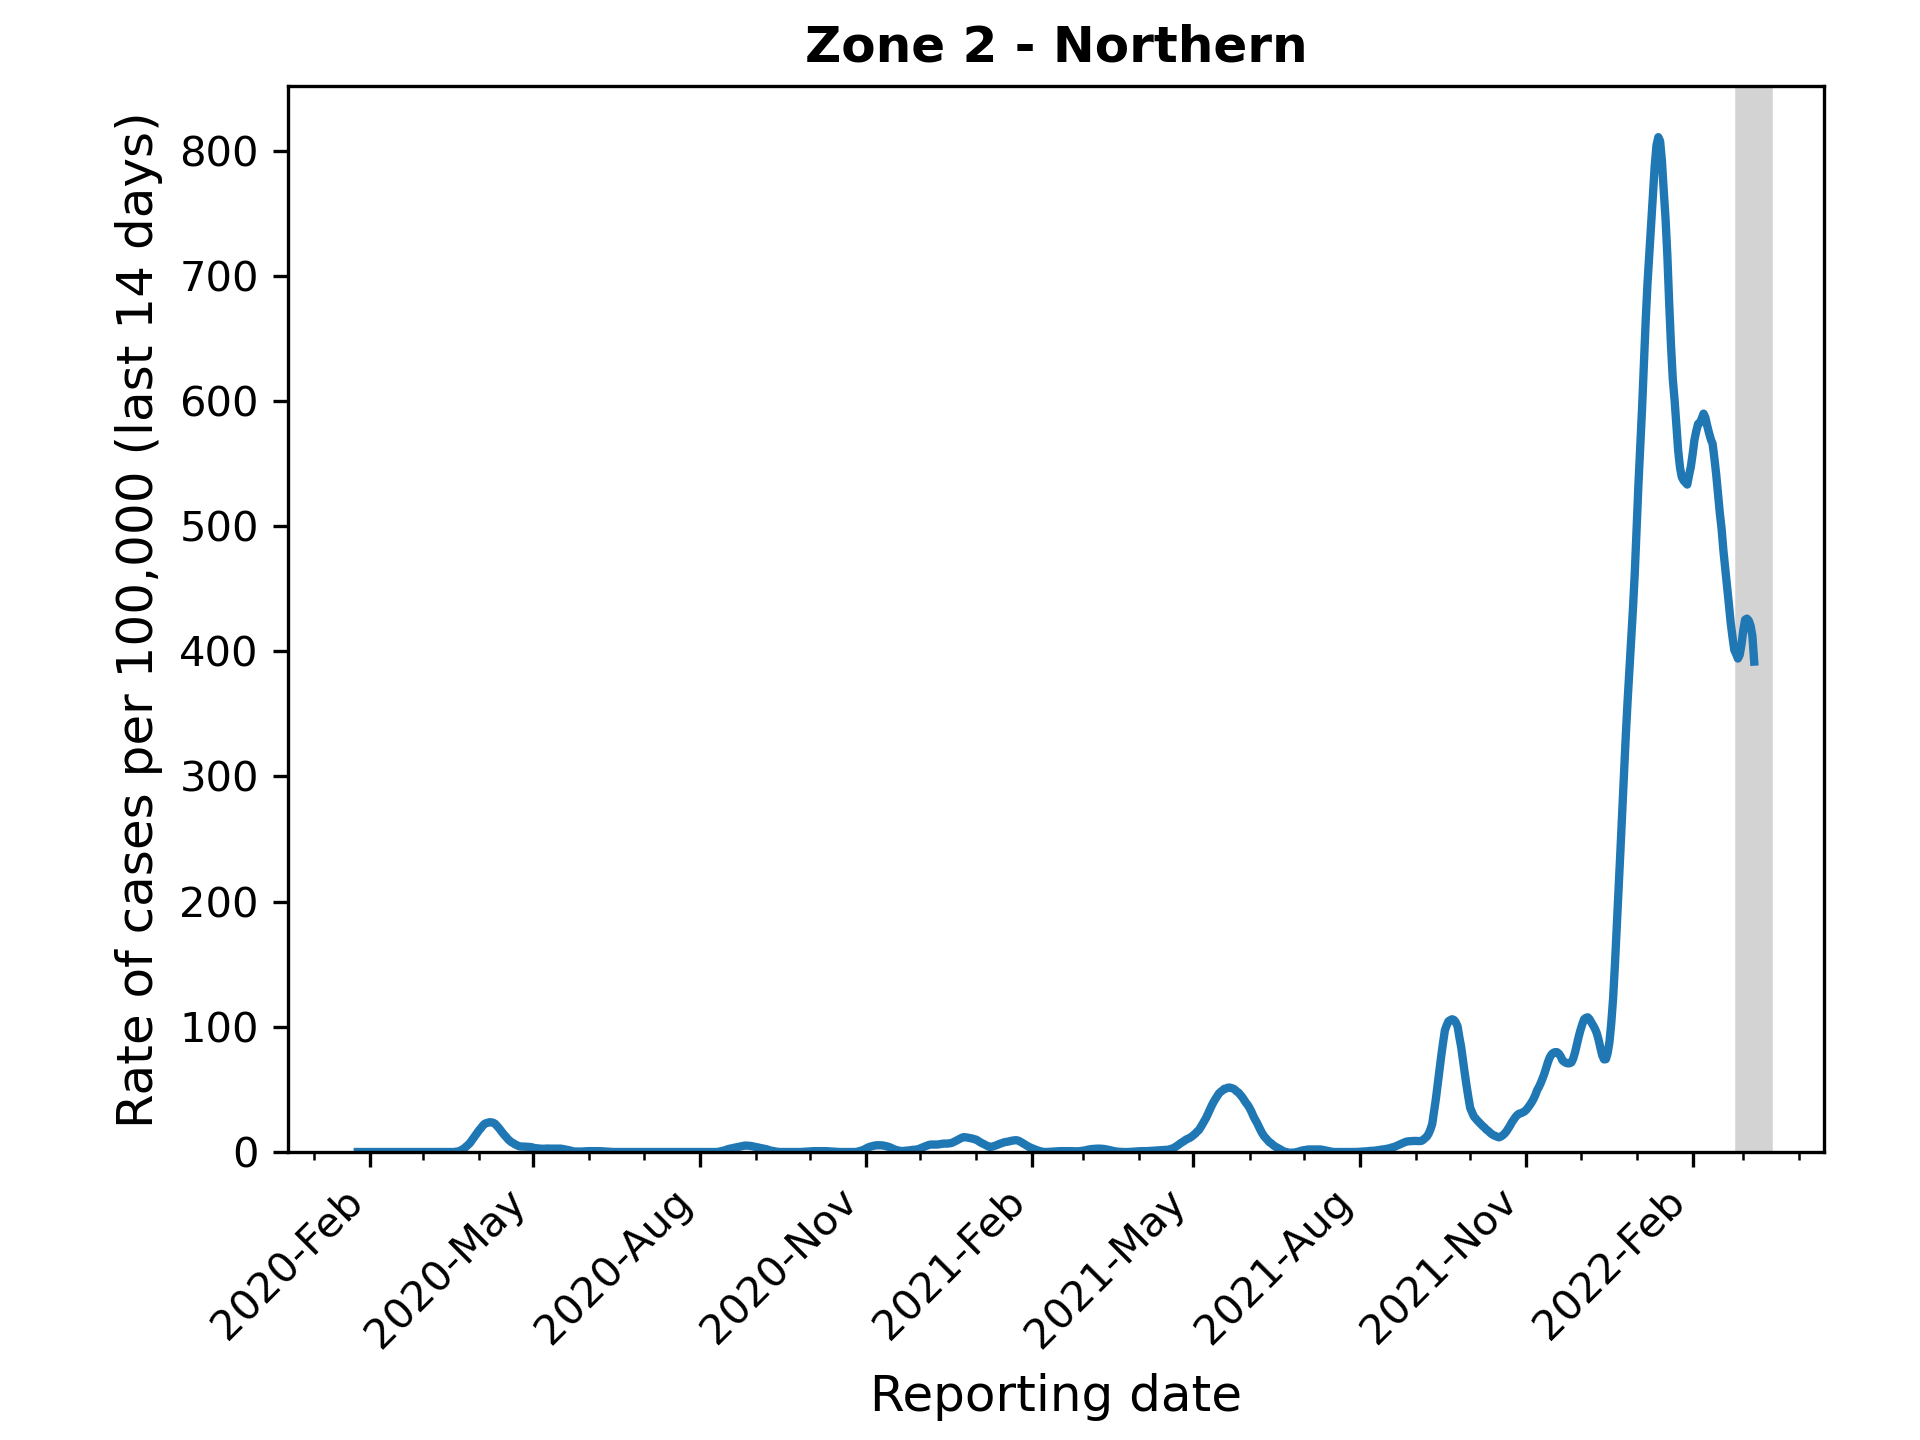 Zone 2 - Northern
Rate of cases per 100,000 (last 14 days)
800
700
600
500
400
300
200
100
0
2020-Feb
2020-May
2020-Aug
2020-Nov
2021-Feb
2021-May
2021-Aug
2021-Nov
2022-Feb
Reporting date